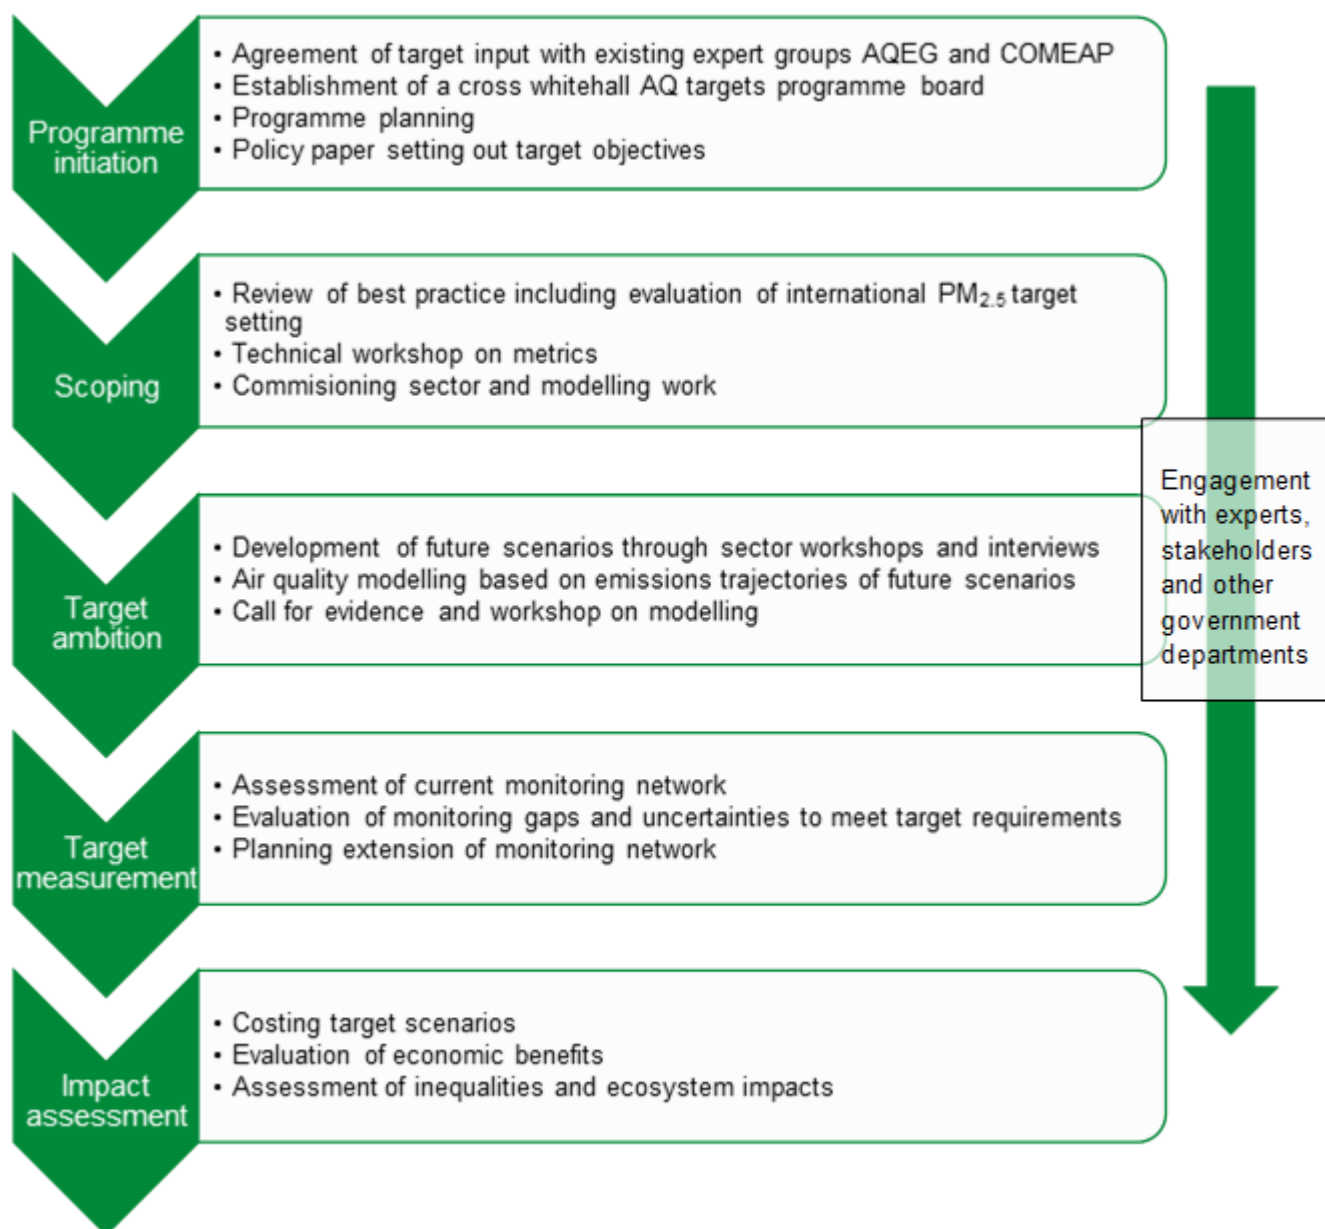 Programme
initiation
• Agreement of target input with existing expert groups AQEG and COMEAP
• Establishment of a cross whitehall AQ targets programme board
• Programme planning
• Policy paper setting out target objectives
Scoping
• Review of best practice including evaluation of international PM2.5 target
setting
• Technical workshop on metrics
• Commisioning sector and modelling work
Target
ambition
• Development of future scenarios through sector workshops and interviews
• Air quality modelling based on emissions trajectories of future scenarios
• Call for evidence and workshop on modelling
Target
measurement
• Assessment of current monitoring network
• Evaluation of monitoring gaps and uncertainties to meet target requirements
• Planning extension of monitoring network
Impact
assessment
• Costing target scenarios
• Evaluation of economic benefits
• Assessment of inequalities and ecosystem impacts
Engagement
with experts,
stakeholders
and other
government
departments